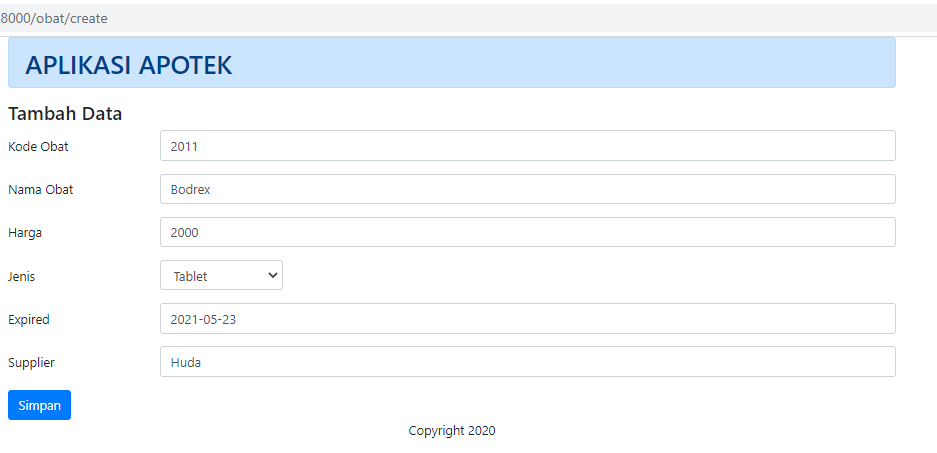 8000/obat/create
APLIKASI APOTEK
Tambah Data
Kode Obat 2011
Nama Obat Bodrex
Harga 2000
Jenis Tablet
Expired 2021-05-23
Supplier Huda
Simpan
Copyright 2020